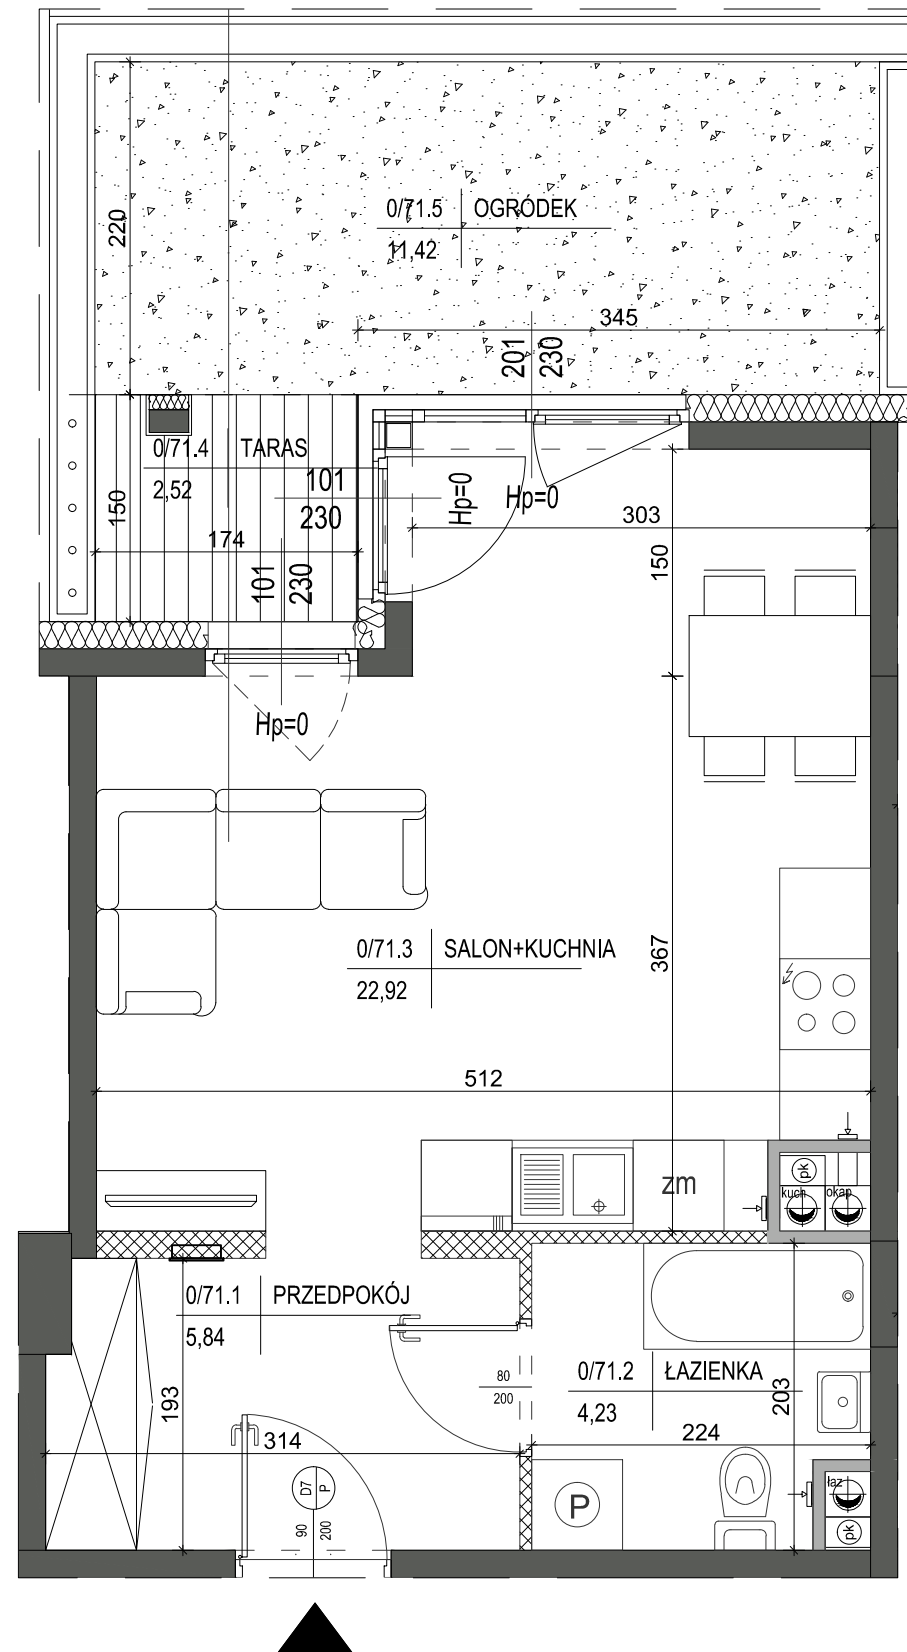 0/71.5 OGRÓDEK
11,42
220
345
201
230
0/71.4 TARAS
2,52
101
230
Hp=0
Hp=0
303
150
174
150
101
230
Hp=0
0/71.3 SALON+KUCHNIA
22,92
367
512
zm
pk
kuch
okap
0/71.1 PRZEDPOKÓJ
5,84
193
314
80
200
0/71.2 ŁAZIENKA
4,23
203
224
D7
P
90
200
P
łaz
pk